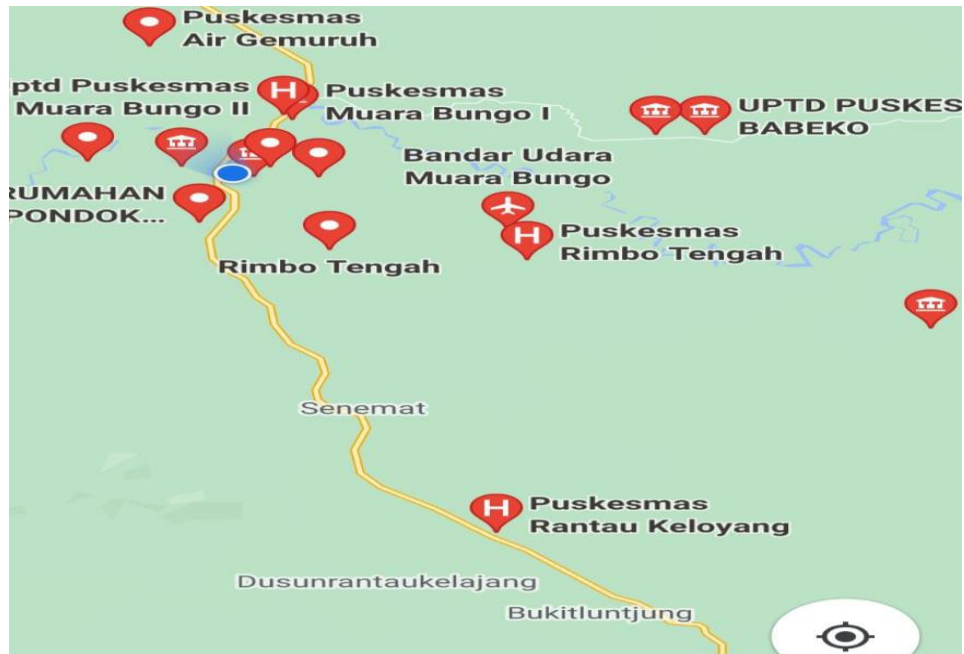 Puskesmas
Air Gemuruh
ptd Puskesmas
Muara Bungo II
Puskesmas
Muara Bungo I
UPTD PUSKES
BABEKO
Bandar Udara
Muara Bungo
RUMAHAN
PONDOK...
Puskesmas
Rimbo Tengah
Rimbo Tengah
Senemat
Puskesmas
Rantau Keloyang
Dusunrantaukelajang
Bukitluntjung